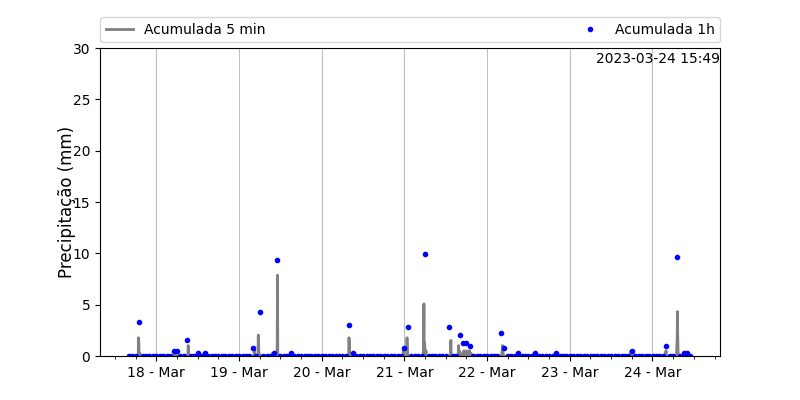 Acumulada 5 min
Acumulada 1h
2023-03-24 15:49
Precipitação (mm)
30
25
20
15
10
5
0
18 - Mar
19 - Mar
20 - Mar
21 - Mar
22 - Mar
23 - Mar
24 - Mar